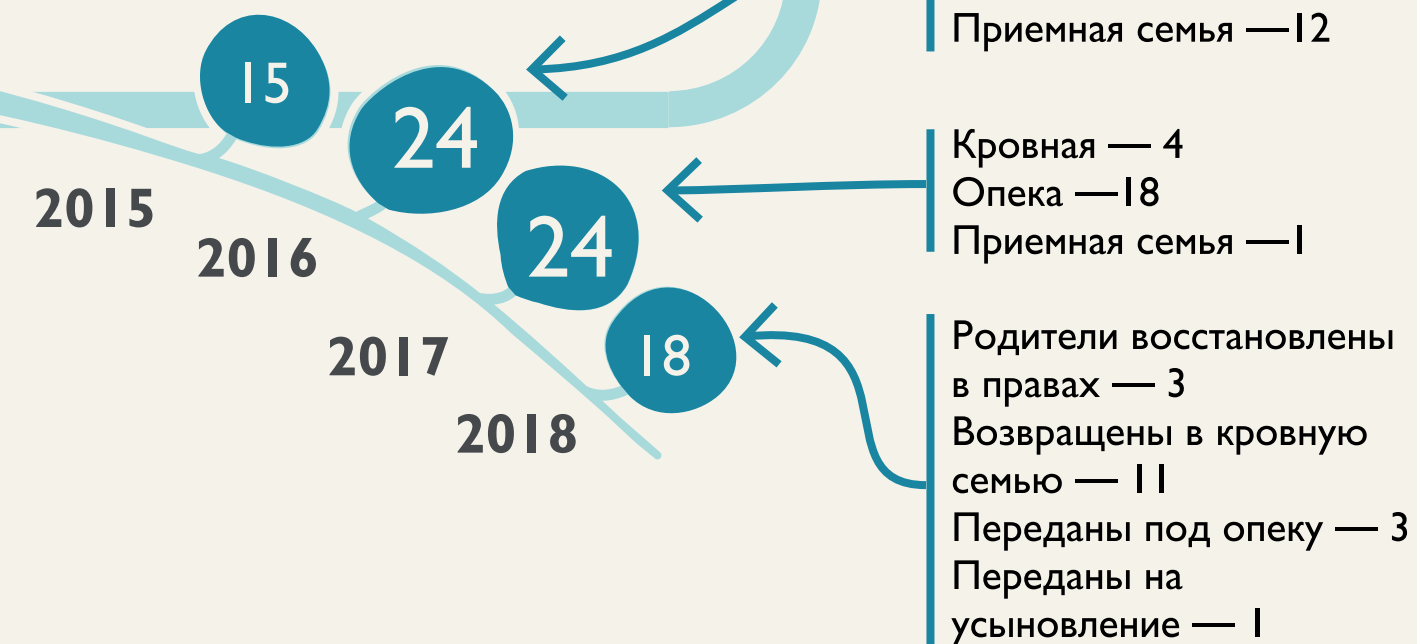 15
24
24
18
2015
2016
2017
2018
Приемная семья —12
Кровная — 4
Опека —18
Приемная семья —1
Родители восстановлены
в правах — 3
Возвращены в кровную
семью — 11
Переданы под опеку — 3
Переданы на
усыновление — 1